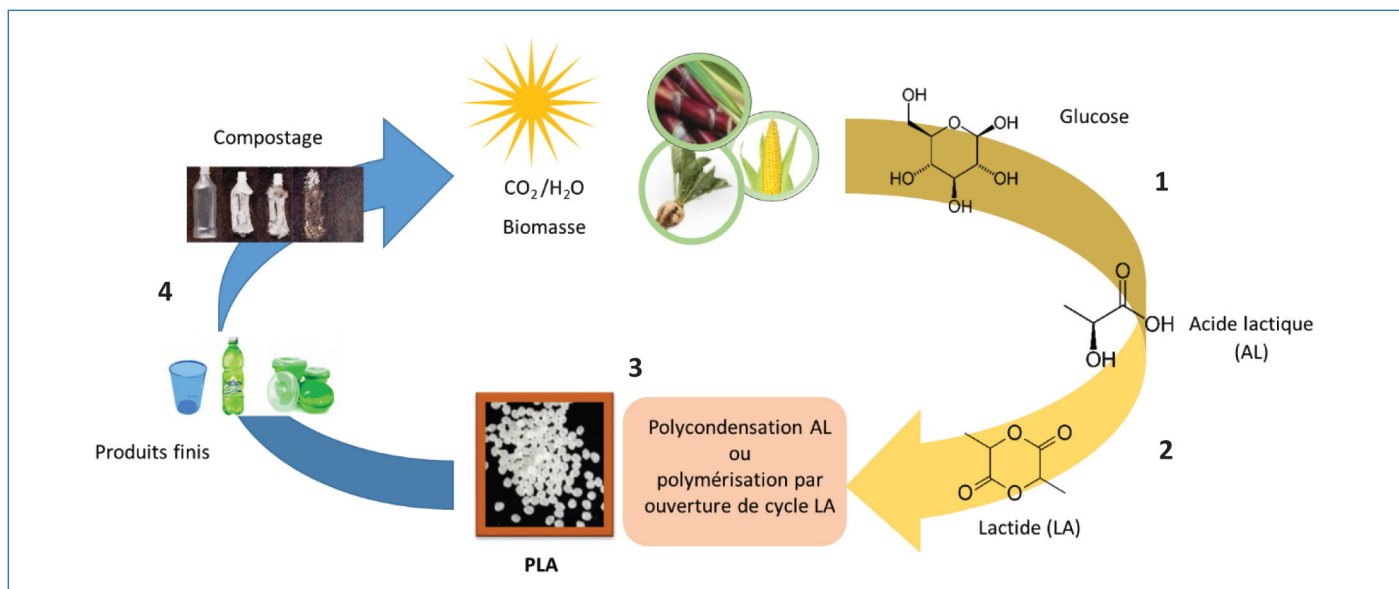 Compostage
CO₂/H₂O
Biomasse
OH
O
OH
HO
OH
OH
Glucose
1
O
OH
OH
Acide lactique
(AL)
2
O
O
O
O
Lactide (LA)
3
Polycondensation AL
ou
polymérisation par
ouverture de cycle LA
PLA
4
Produits finis